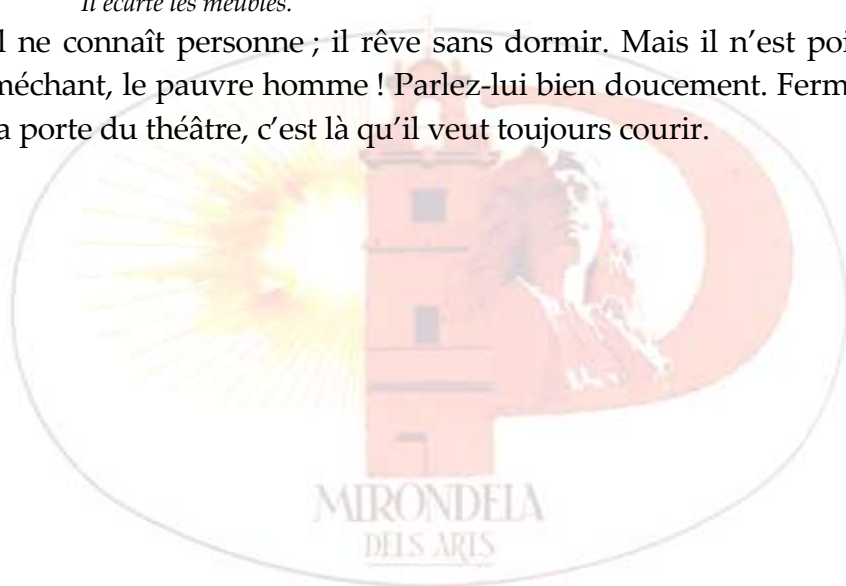 Il écarte les meubles.
l ne connaît personne ; il rêve sans dormir. Mais il n’est poi
méchant, le pauvre homme ! Parlez-lui bien doucement. Ferm
a porte du théâtre, c’est là qu’il veut toujours courir.
MIRONDELA
DELS ARTS